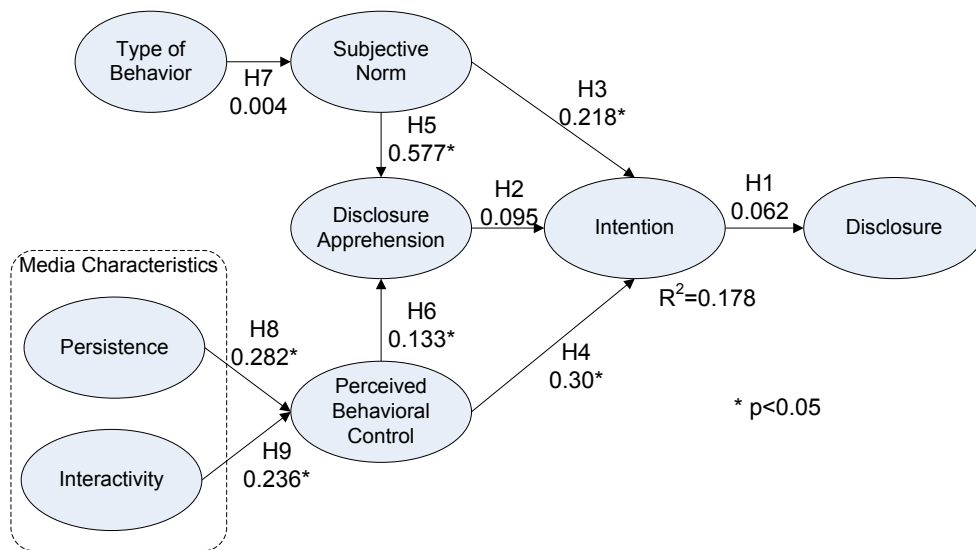 Type of
Behavior
H7
0.004
Subjective
Norm
H3
0.218*
H5
0.577*
Disclosure
Apprehension
H2
0.095
Intention
H1
0.062
Disclosure
R²=0.178
Media Characteristics
Persistence
H8
0.282*
H6
0.133*
H4
0.30*
Perceived
Behavioral
Control
* p<0.05
Interactivity
H9
0.236*